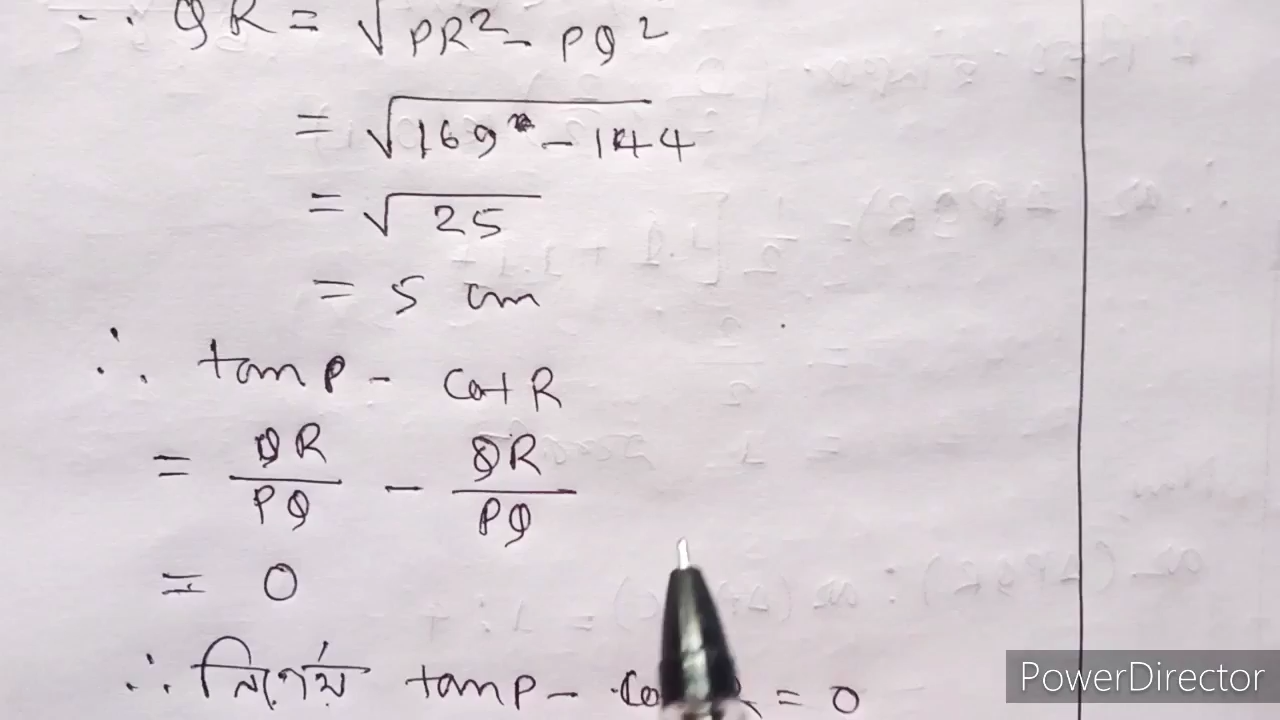 ∴ QR = √PR² - PQ²
= √169 - 144
= √25
= 5 cm
∴ tan P - Cot R
= QR/PQ - QR/PQ
= 0
∴ নির্ণেয় tan P - = 0
PowerDirector